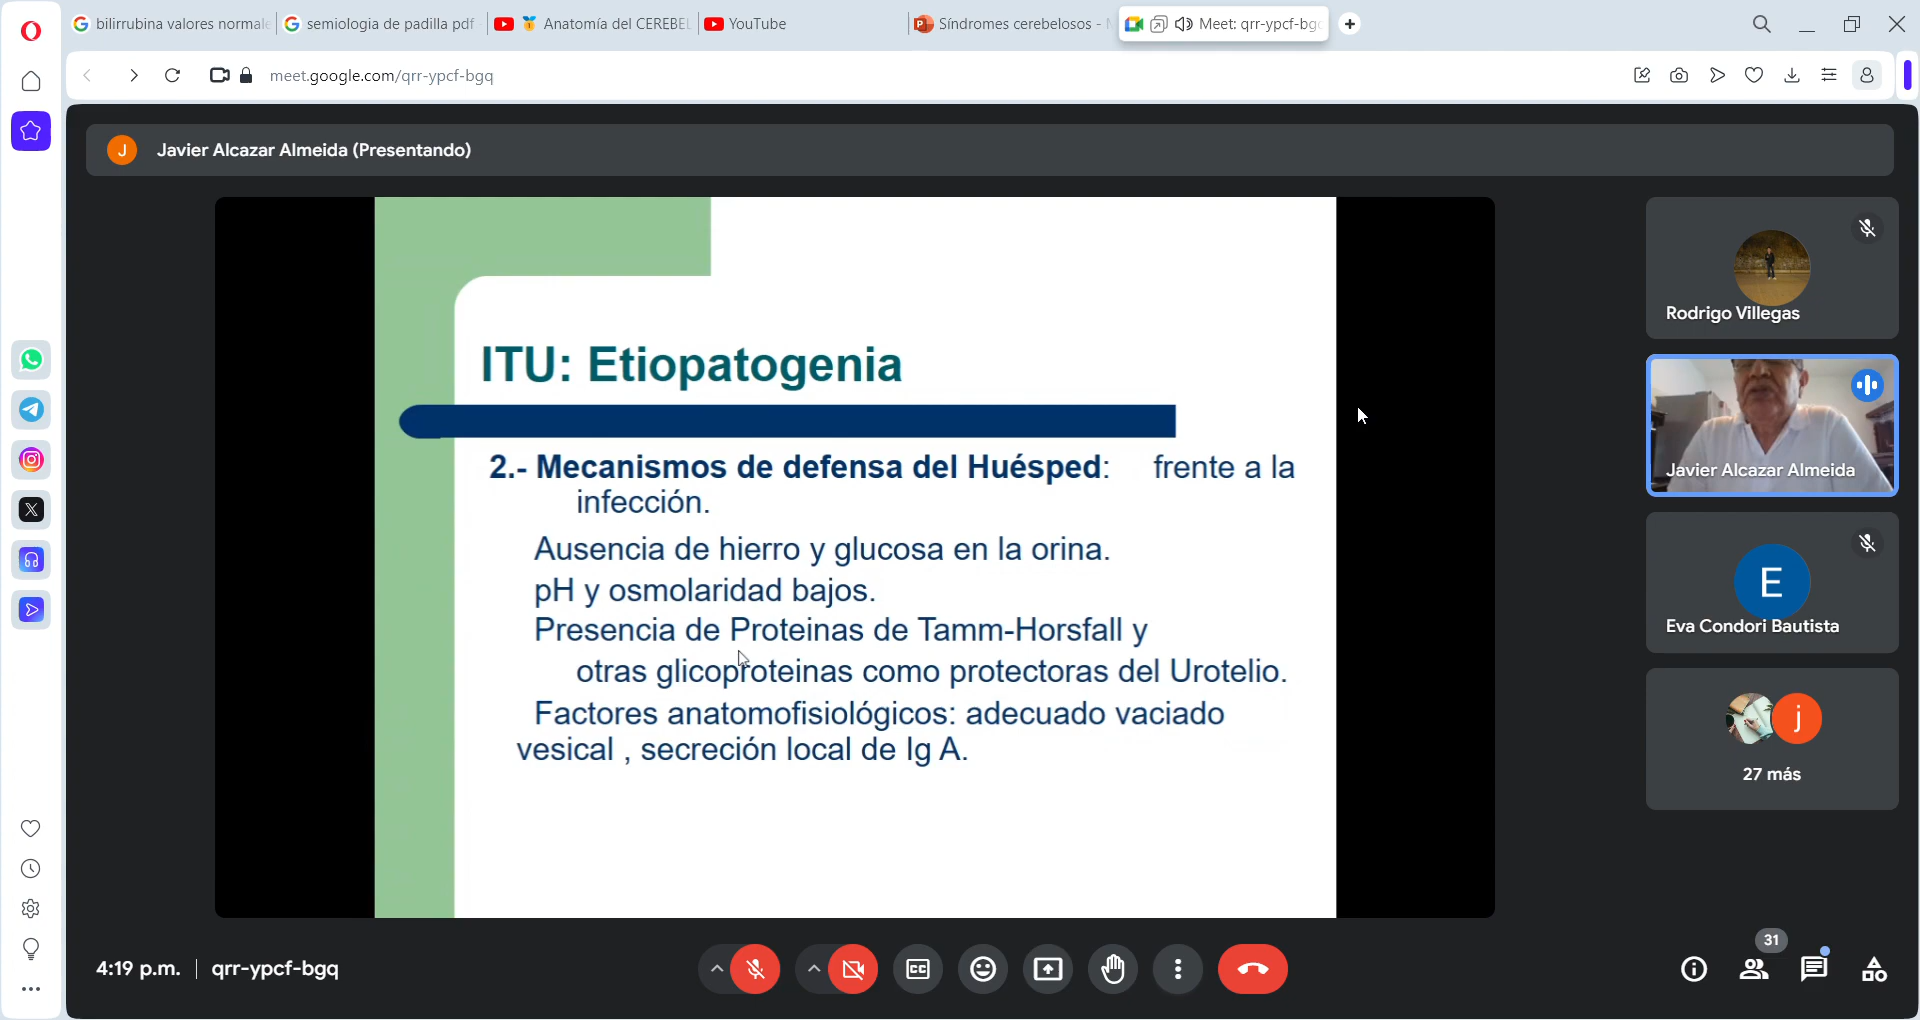 bilirrubina valores normale
semiologia de padilla pdf
Anatomía del CEREBEL
YouTube
Síndromes cerebelosos -
Meet: qrr-ypcf-bgq
meet.google.com/qrr-ypcf-bgq
J
Javier Alcazar Almeida (Presentando)
ITU: Etiopatogenia
2.- Mecanismos de defensa del Huésped: frente a la
infección.
Ausencia de hierro y glucosa en la orina.
pH y osmolaridad bajos.
Presencia de Proteinas de Tamm-Horsfall y
otras glicoproteinas como protectoras del Urotelio.
Factores anatomofisiológicos: adecuado vaciado
vesical , secreción local de Ig A.
Rodrigo Villegas
Javier Alcazar Almeida
E
Eva Condori Bautista
j
27 más
4:19 p.m. | qrr-ypcf-bgq
CC
31